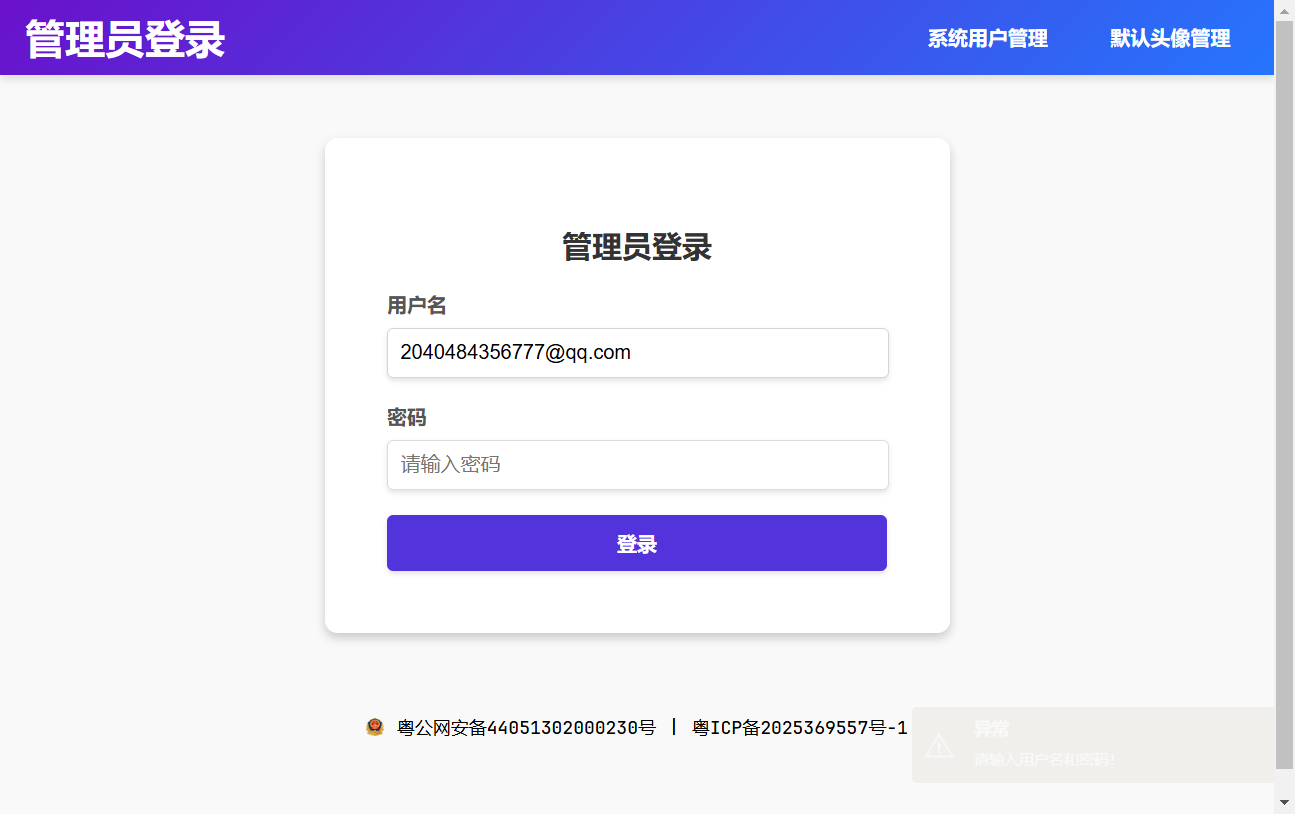 管理员登录
系统用户管理
默认头像管理
管理员登录
用户名
2040484356777@qq.com
密码
请输入密码
登录
粤公网安备44051302000230号 | 粤ICP备2025369557号-1
异常
请输入用户名和密码!